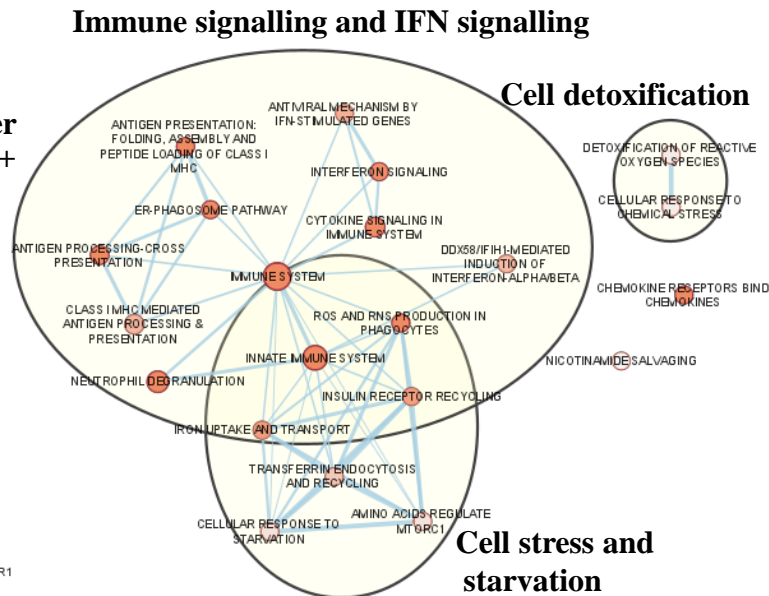 Immune signalling and IFN signalling
Cell detoxification
er
+
ANTIVIRAL MECHANISM BY
IFN-STIMULATED GENES
ANTIGEN PRESENTATION:
FOLDING, ASSEMBLY AND
PEPTIDE LOADING OF CLASS I
MHC
DETOXIFICATION OF REACTIVE
OXYGEN SPECIES
INTERFERON SIGNALING
CELLULAR RESPONSE TO
CHEMICAL STRESS
ER-PHAGOSOME PATHWAY
CYTOKINE SIGNALING IN
IMMUNE SYSTEM
ANTIGEN PROCESSING-CROSS
PRESENTATION
DDX58/IFIH1-MEDIATED
INDUCTION OF
INTERFERON-ALPHA/BETA
IMMUNE SYSTEM
CHEMOKINE RECEPTORS BIND
CHEMOKINES
CLASS I MHC MEDIATED
ANTIGEN PROCESSING &
PRESENTATION
ROS AND RNS PRODUCTION IN
PHAGOCYTES
INNATE IMMUNE SYSTEM
NICOTINAMIDE SALVAGING
NEUTROPHIL DEGRANULATION
INSULIN RECEPTOR RECYCLING
IRON UPTAKE AND TRANSPORT
TRANSFERRIN ENDOCYTOSIS
AND RECYCLING
AMINO ACIDS REGULATE
MTORC1
CELLULAR RESPONSE TO
STARVATION
Cell stress and
starvation
R1